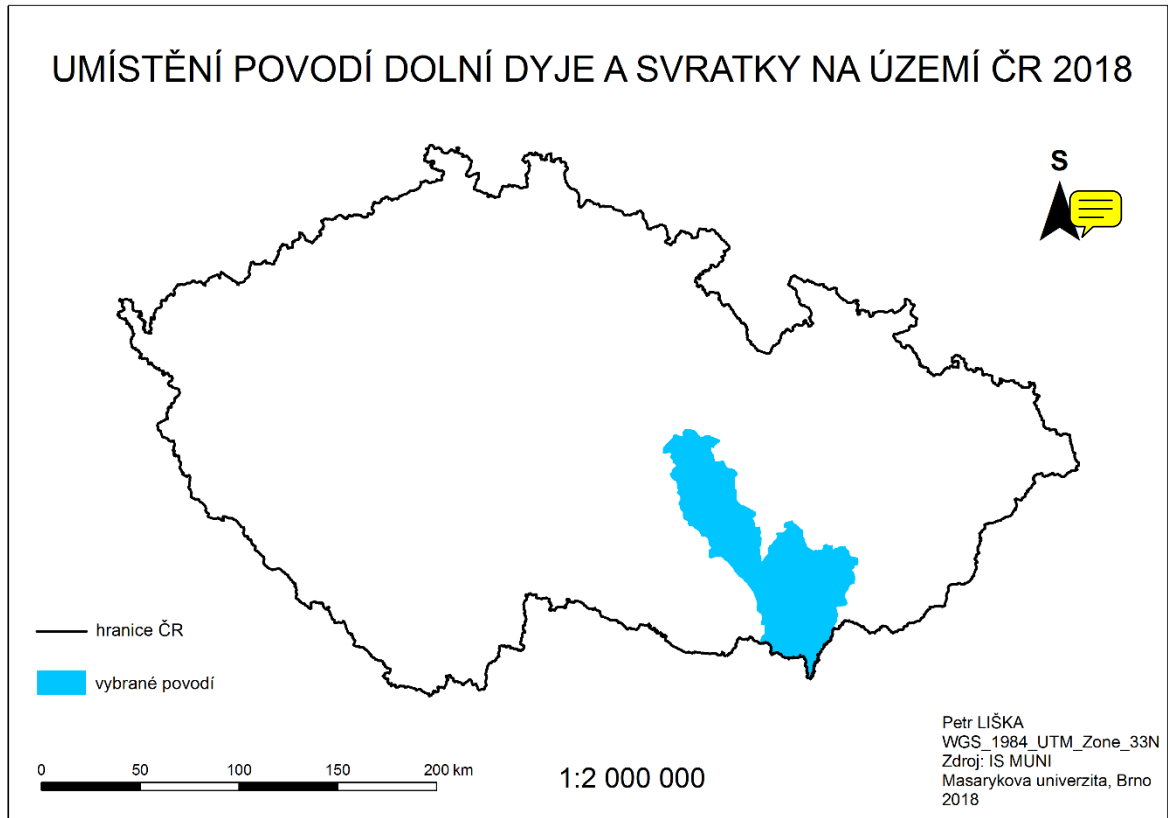 UMÍSTĚNÍ POVODÍ DOLNÍ DYJE A SVRATKY NA ÚZEMÍ ČR 2018
S
hranice ČR
vybrané povodí
0 50 100 150 200 km
1:2 000 000
Petr LIŠKA
WGS_1984_UTM_Zone_33N
Zdroj: IS MUNI
Masarykova univerzita, Brno
2018